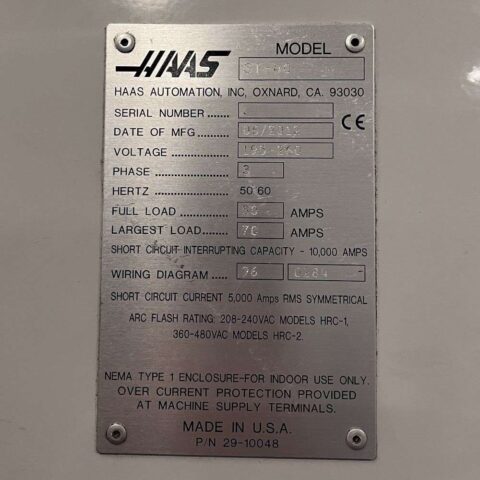 HAAS
MODEL
HAAS AUTOMATION, INC, OXNARD, CA. 93030
SERIAL NUMBER
DATE OF MFG
CE
VOLTAGE
PHASE 3
HERTZ 50/60
FULL LOAD AMPS
LARGEST LOAD 70 AMPS
SHORT CIRCUIT INTERRUPTING CAPACITY - 10,000 AMPS
WIRING DIAGRAM 96
SHORT CIRCUIT CURRENT 5,000 Amps RMS SYMMETRICAL
ARC FLASH RATING: 208-240VAC MODELS HRC-1,
360-480VAC MODELS HRC-2.
NEMA TYPE 1 ENCLOSURE-FOR INDOOR USE ONLY.
OVER CURRENT PROTECTION PROVIDED
AT MACHINE SUPPLY TERMINALS.
MADE IN U.S.A.
P/N 29-10048